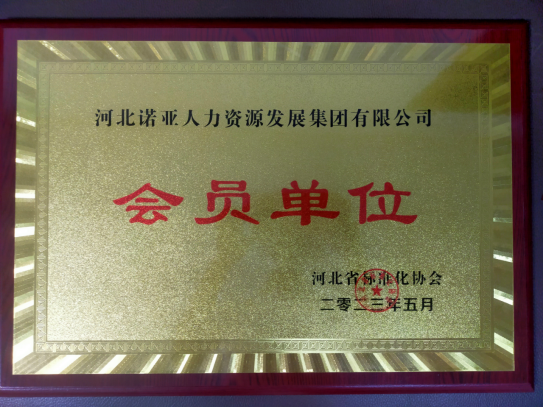 河北诺亚人力资源发展集团有限公司
会员单位
河北省标准化协会
二零二三年五月